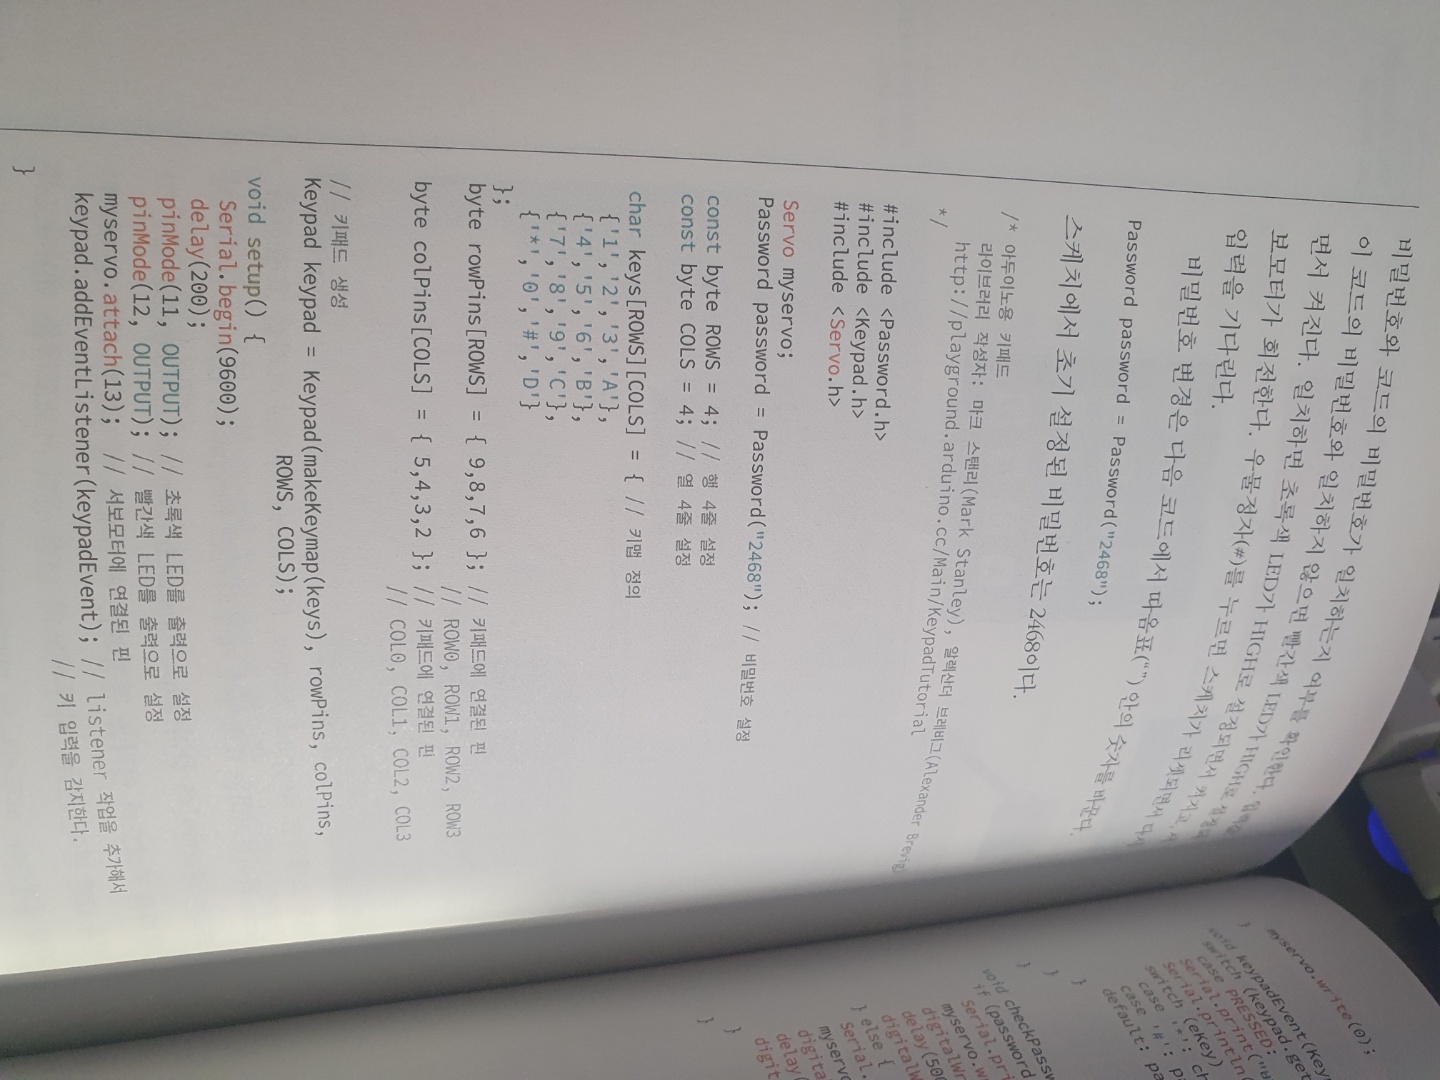 비밀번호와 코드의 비밀번호가 일치하는지 여부를 확인한다. 입력값
이 코드의 비밀번호와 일치하지 않으면 빨간색 LED가 HIGH로 설정되
면서 켜진다. 일치하면 초록색 LED가 HIGH로 설정되면서 켜지고, 서
보모터가 회전한다. 우물정자(#)를 누르면 스케치가 리셋되면서 다시
입력을 기다린다.
비밀번호 변경은 다음 코드에서 따옴표(“”) 안의 숫자를 바꾼다.
Password password = Password("2468");
스케치에서 초기 설정된 비밀번호는 2468이다.
/* 아두이노용 키패드
라이브러리 작성자: 마크 스탠리(Mark Stanley), 알렉산더 브레비그(Alexander Brevig)
http://playground.arduino.cc/Main/KeypadTutorial
*/
#include <Password.h>
#include <Keypad.h>
#include <Servo.h>
Servo myservo;
Password password = Password("2468"); // 비밀번호 설정
const byte ROWS = 4; // 행 4줄 설정
const byte COLS = 4; // 열 4줄 설정
char keys[ROWS][COLS] = { // 키맵 정의
{'1','2','3','A'},
{'4','5','6','B'},
{'7','8','9','C'},
{'*','0','#','D'}
};
byte rowPins[ROWS] = { 9,8,7,6 }; // 키패드에 연결된 핀
// ROW0, ROW1, ROW2, ROW3
byte colPins[COLS] = { 5,4,3,2 }; // 키패드에 연결된 핀
// COL0, COL1, COL2, COL3
// 키패드 생성
Keypad keypad = Keypad(makeKeymap(keys), rowPins, colPins,
ROWS, COLS);
void setup() {
Serial.begin(9600);
delay(200);
pinMode(11, OUTPUT); // 초록색 LED를 출력으로 설정
pinMode(12, OUTPUT); // 빨간색 LED를 출력으로 설정
myservo.attach(13); // 서보모터에 연결된 핀
keypad.addEventListener(keypadEvent); // listener 작업을 추가해서
// 키 입력을 감지한다.
}
myservo.write(0);
}
void keypadEvent(Key
switch (keypad.get
case PRESSED:
Serial.print(
Serial.println(
switch (eKey)
case '*': ch
case '#': pa
default: pa
}
}
}
void checkPassw
if (password
Serial.pri
myservo.w
digitalWr
delay(500
digitalW
} else {
Serial.
myservo
digita
delay(
digit
}
}